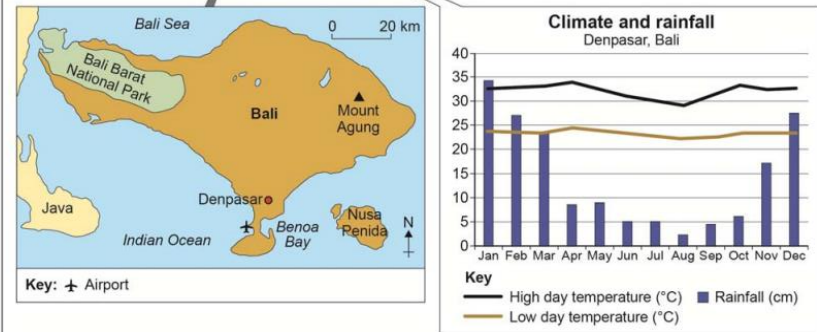 Bali Sea
0 20 km
Bali Barat
National Park
Bali
Mount
Agung
Denpasar
Java
Nusa
Penida
Benoa
Bay
Indian Ocean
N
Key: Airport
Climate and rainfall
Denpasar, Bali
40
35
30
25
20
15
10
5
0
Jan Feb Mar Apr May Jun Jul Aug Sep Oct Nov Dec
Key
High day temperature (°C) Rainfall (cm)
Low day temperature (°C)